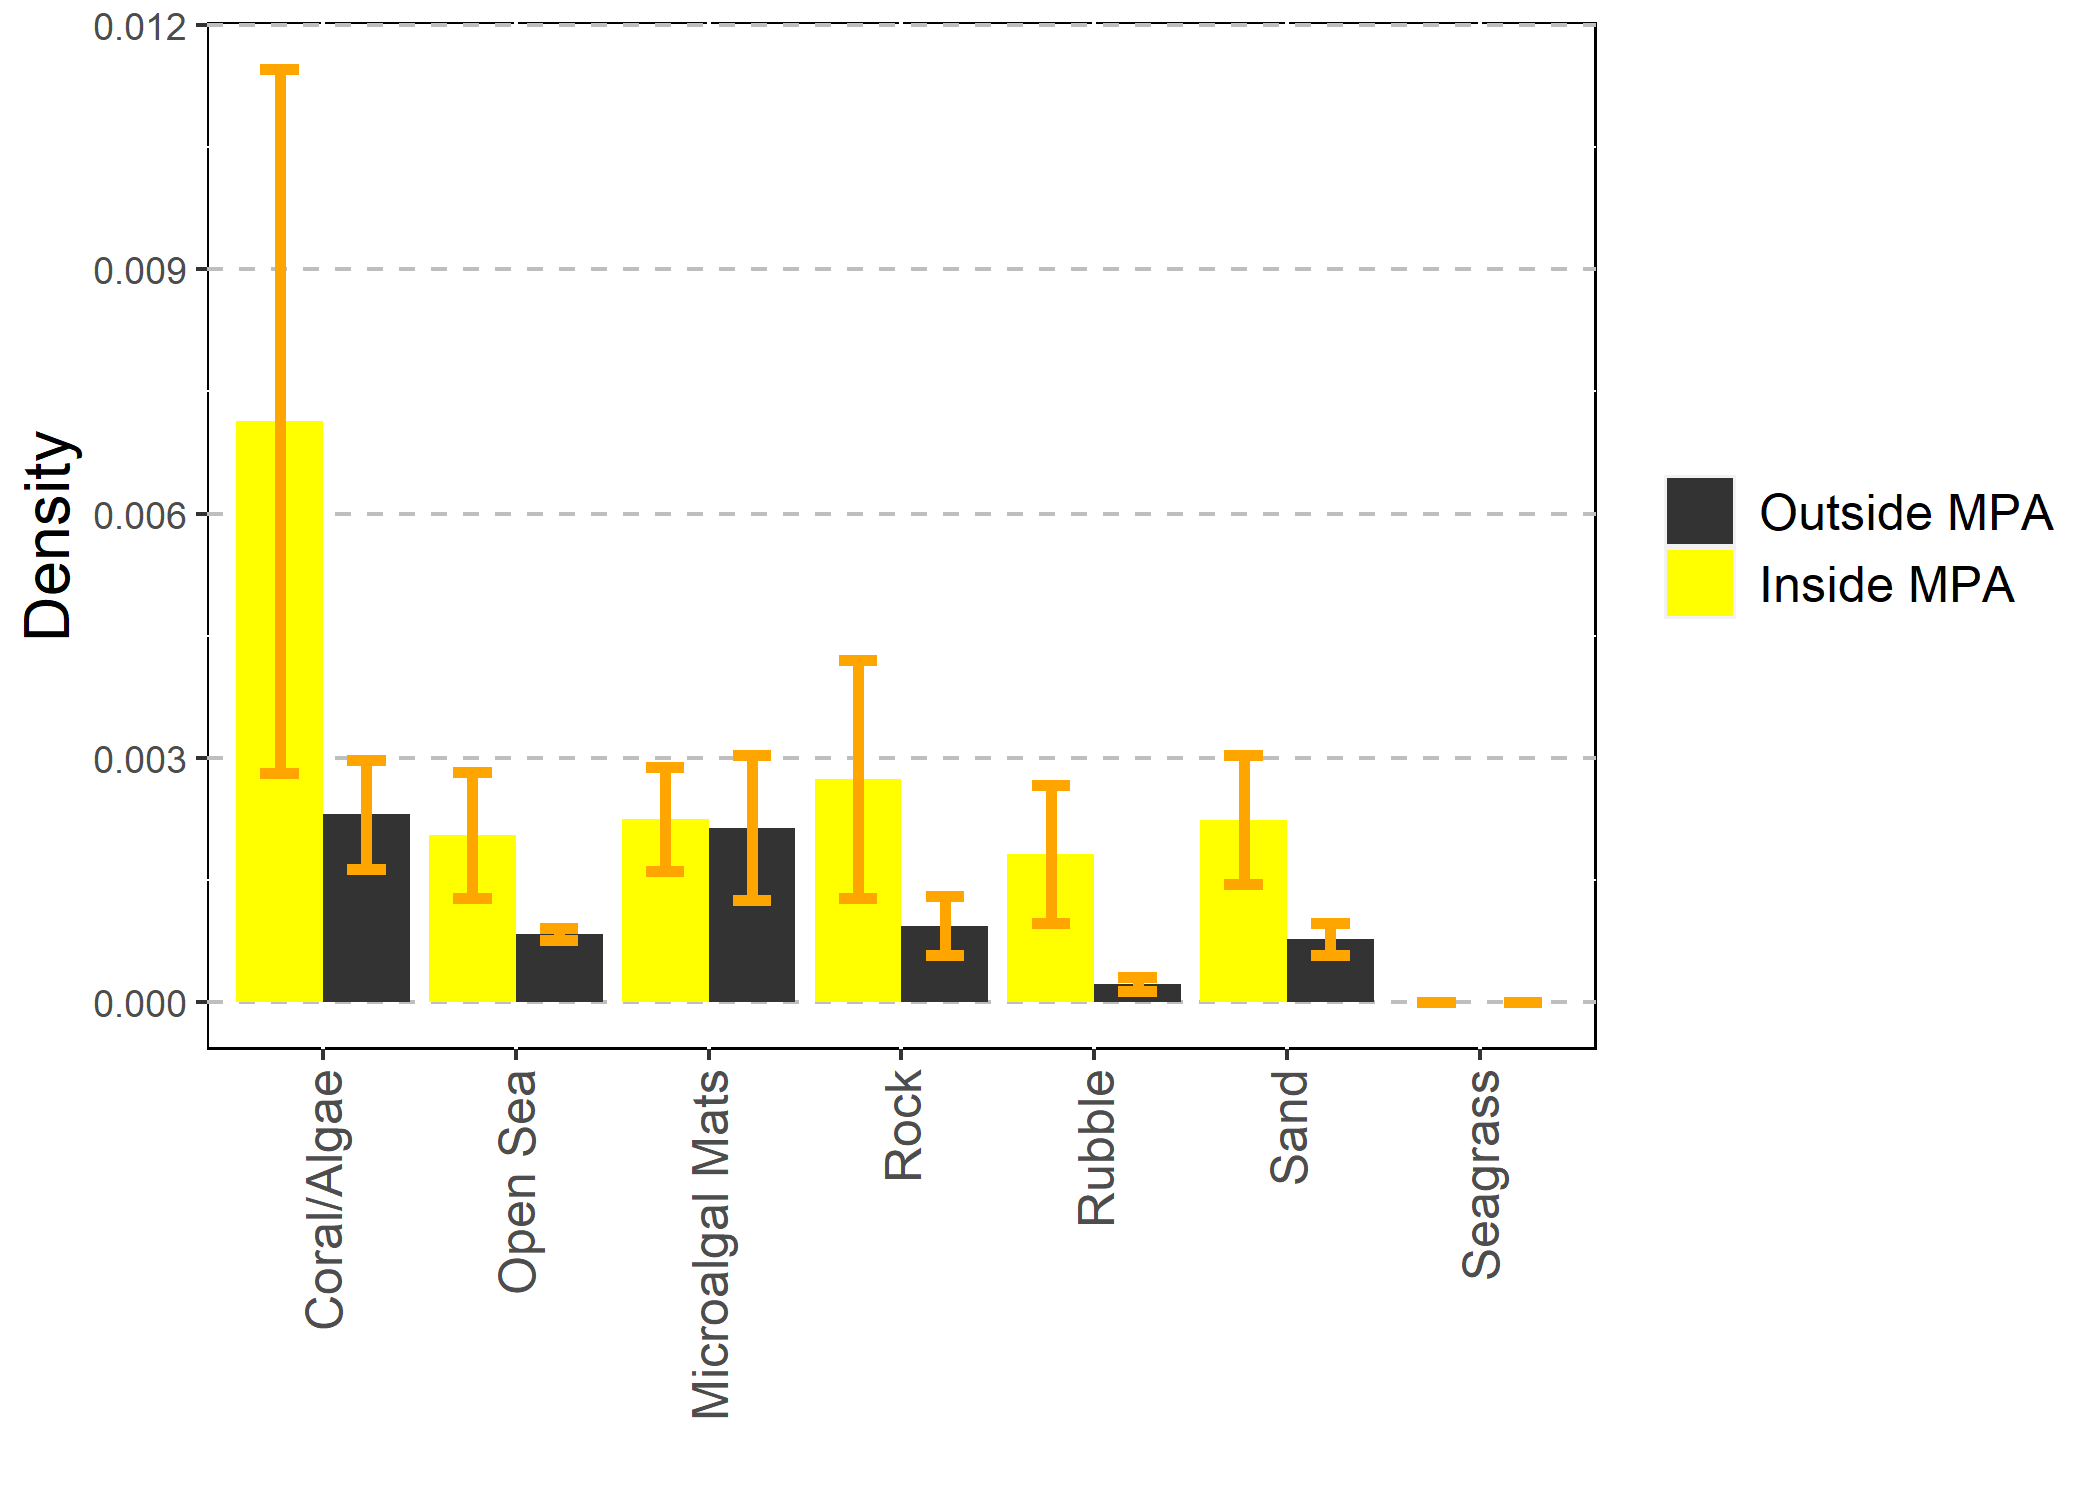 Density
0.012
0.009
0.006
0.003
0.000
Coral/Algae
Open Sea
Microalgal Mats
Rock
Rubble
Sand
Seagrass
Outside MPA
Inside MPA